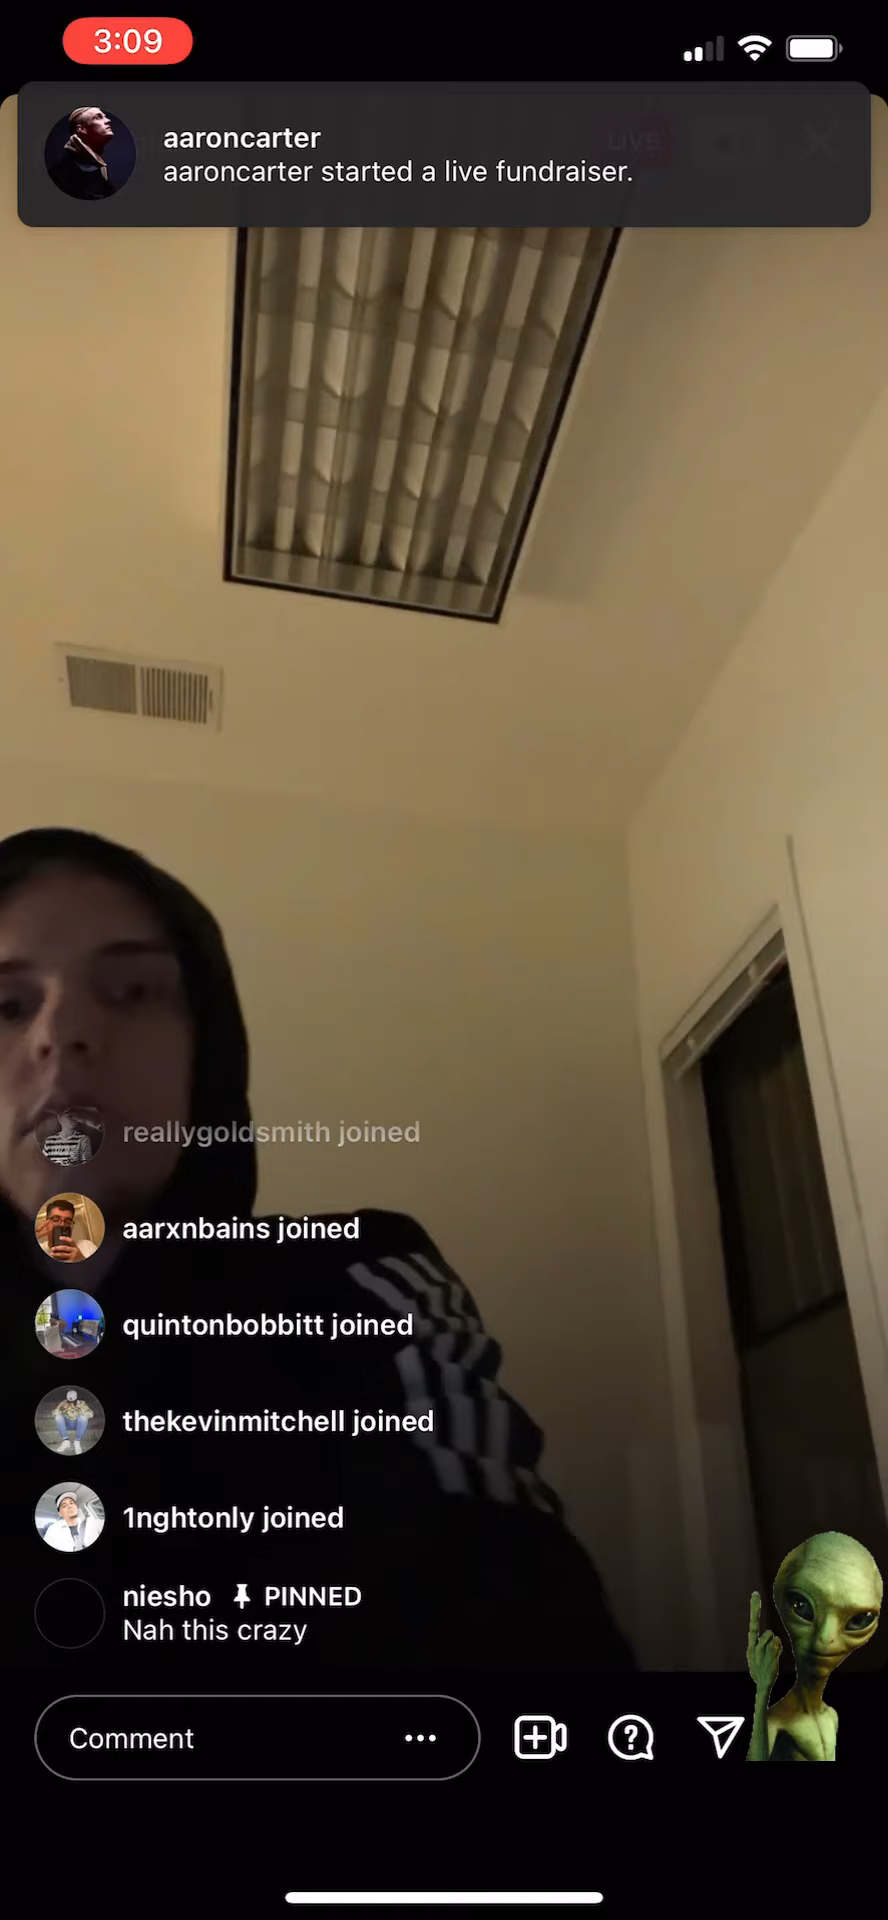 3:09
aaroncarter
aaroncarter started a live fundraiser.
LIVE
reallygoldsmith joined
aarxnbains joined
quintonbobbitt joined
thekevinmitchell joined
1nghtonly joined
niesho PINNED
Nah this crazy
Comment